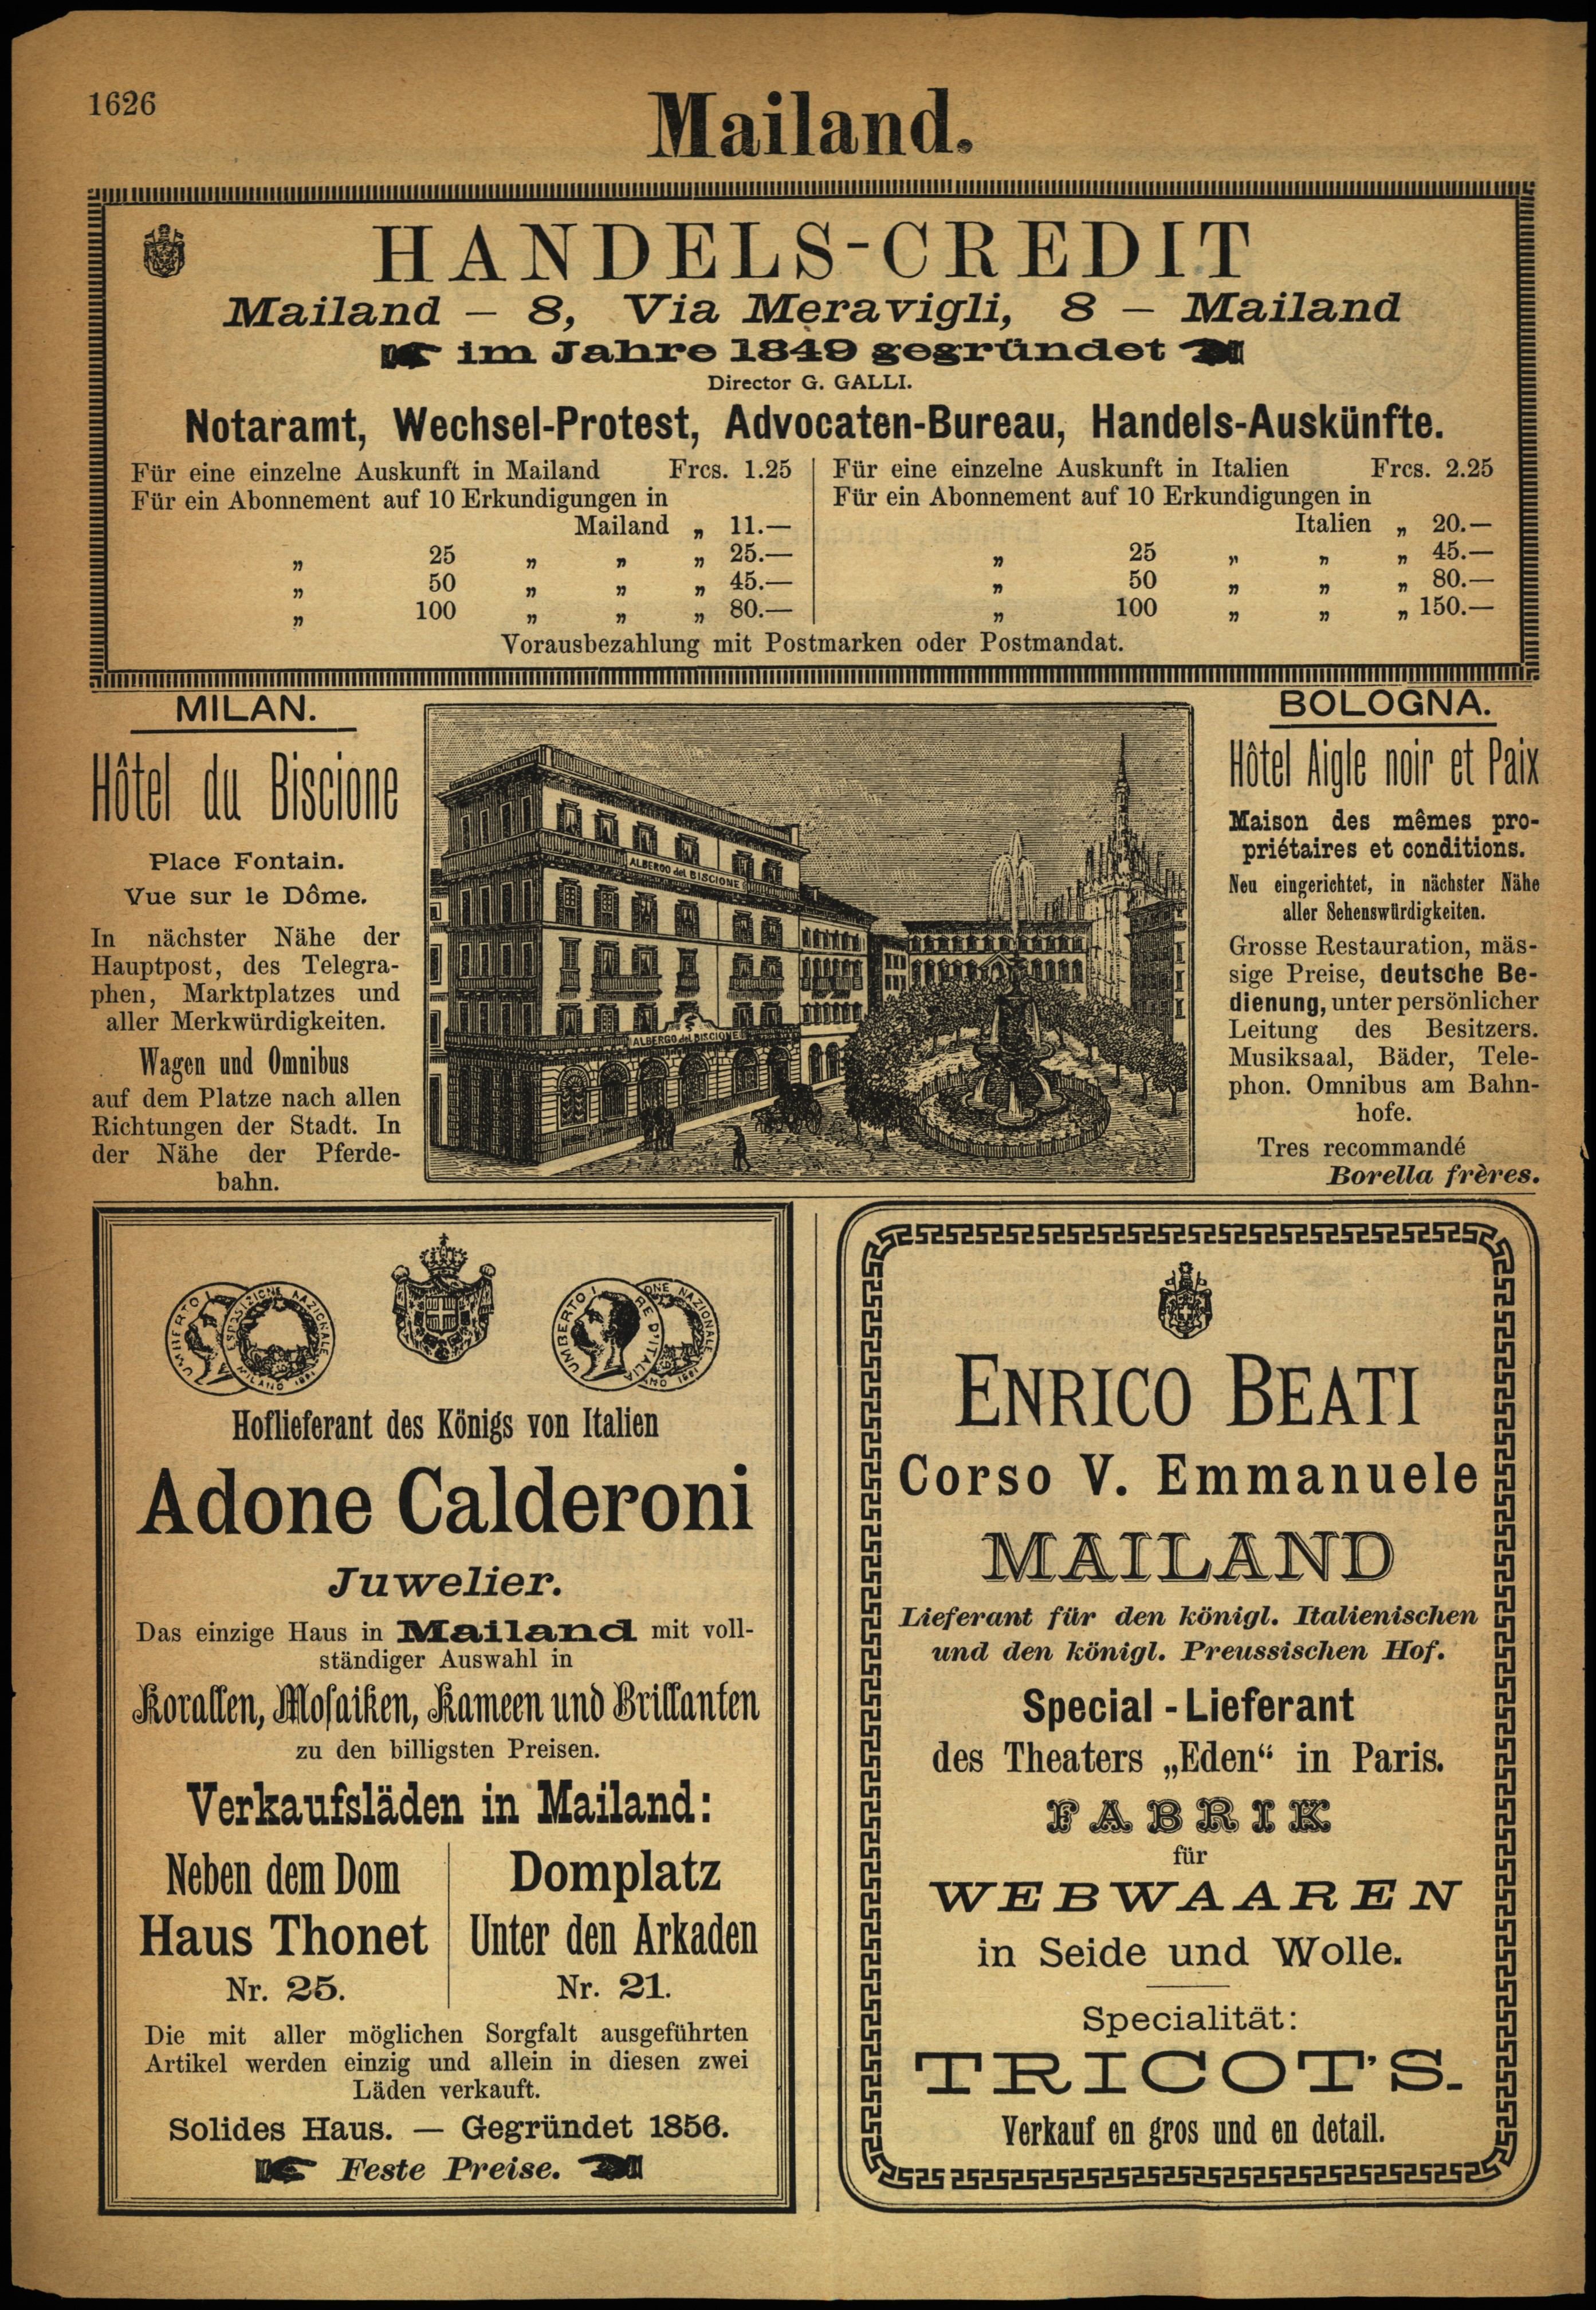 1626
Mailand.
HANDELS-CREDIT
Mailand — 8, Via Meravigli, 8 — Mailand
im Jahre 1849 gegründet
Director G. GALLI.
Notaramt, Wechsel-Protest, Advocaten-Bureau, Handels-Auskünfte.
Für eine einzelne Auskunft in Mailand Frcs. 1.25
Für ein Abonnement auf 10 Erkundigungen in
Mailand „ 11.—
„ 25 „ „ „ 25.—
„ 50 „ „ „ 45.—
„ 100 „ „ „ 80.—
Für eine einzelne Auskunft in Italien Frcs. 2.25
Für ein Abonnement auf 10 Erkundigungen in
Italien „ 20.—
„ 25 „ „ „ 45.—
„ 50 „ „ „ 80.—
„ 100 „ „ „ 150.—
Vorausbezahlung mit Postmarken oder Postmandat.
MILAN.
Hôtel du Biscione
Place Fontain.
Vue sur le Dôme.
In nächster Nähe der
Hauptpost, des Telegra-
phen, Marktplatzes und
aller Merkwürdigkeiten.
Wagen und Omnibus
auf dem Platze nach allen
Richtungen der Stadt. In
der Nähe der Pferde-
bahn.
ALBERGO del BISCIONE
ALBERGO del BISCIONE
BOLOGNA.
Hôtel Aigle noir et Paix
Maison des mêmes pro-
priétaires et conditions.
Neu eingerichtet, in nächster Nähe
aller Sehenswürdigkeiten.
Grosse Restauration, mäs-
sige Preise, deutsche Be-
dienung, unter persönlicher
Leitung des Besitzers.
Musiksaal, Bäder, Tele-
phon. Omnibus am Bahn-
hofe.
Tres recommandé
Borella frères.
UMBERTO I
ESPOSIZIONE NAZIONALE
MILANO 1881
UMBERTO I RE D'ITALIA
ONE NAZIONALE
ANO 1881
Hoflieferant des Königs von Italien
Adone Calderoni
Juwelier.
Das einzige Haus in Mailand mit voll-
ständiger Auswahl in
Korallen, Mosaiken, Kameen und Brillanten
zu den billigsten Preisen.
Verkaufsläden in Mailand:
Neben dem Dom
Haus Thonet
Nr. 25.
Domplatz
Unter den Arkaden
Nr. 21.
Die mit aller möglichen Sorgfalt ausgeführten
Artikel werden einzig und allein in diesen zwei
Läden verkauft.
Solides Haus. — Gegründet 1856.
Feste Preise.
ENRICO BEATI
Corso V. Emmanuele
MAILAND
Lieferant für den königl. Italienischen
und den königl. Preussischen Hof.
Special - Lieferant
des Theaters „Eden“ in Paris.
FABRIK
für
WEBWAAREN
in Seide und Wolle.
Specialität:
TRICOT'S.
Verkauf en gros und en detail.